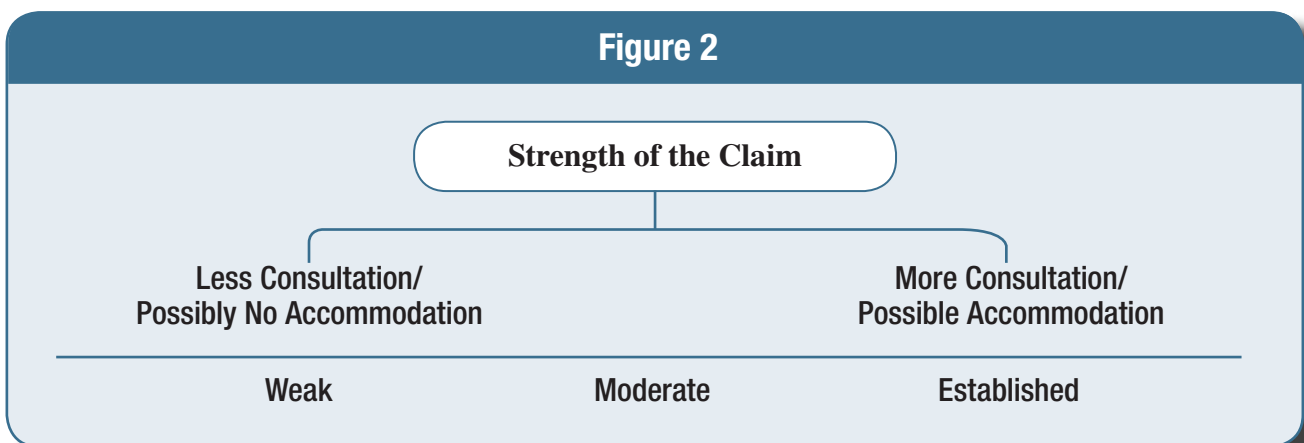 Figure 2
Strength of the Claim
Less Consultation/
Possibly No Accommodation
More Consultation/
Possible Accommodation
Weak
Moderate
Established